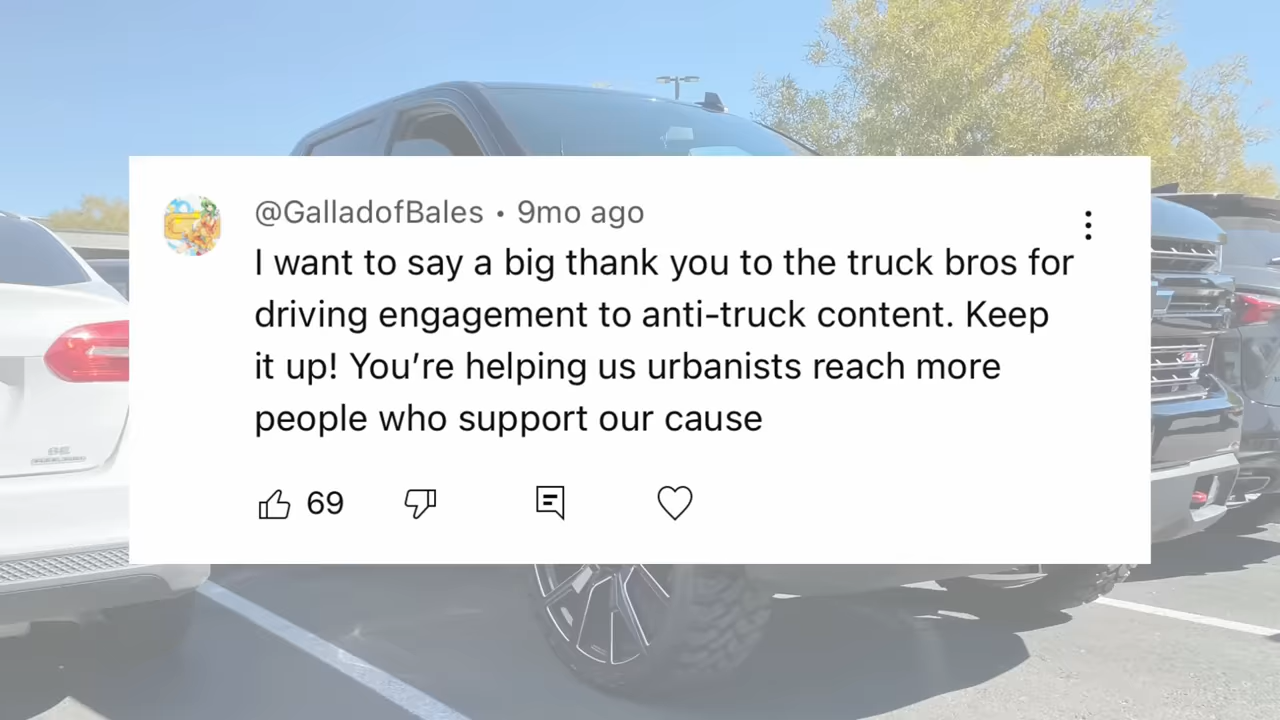 @GalladofBales • 9mo ago
I want to say a big thank you to the truck bros for
driving engagement to anti-truck content. Keep
it up! You’re helping us urbanists reach more
people who support our cause
69
SE